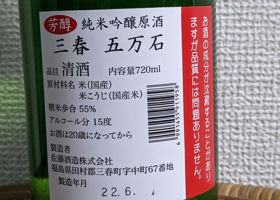 芳醇 純米吟醸原酒
三春 五万石
品目 清酒 内容量720ml
原材料名 米(国産)
米こうじ(国産米)
精米歩合 55%
アルコール分 15度
お酒は20歳になってから
製造者
佐藤酒造株式会社
福島県田村郡三春町字中町67番地
製造年月
22.6.
お酒の成分が沈澱することがあり
ますが品質には問題ありません。